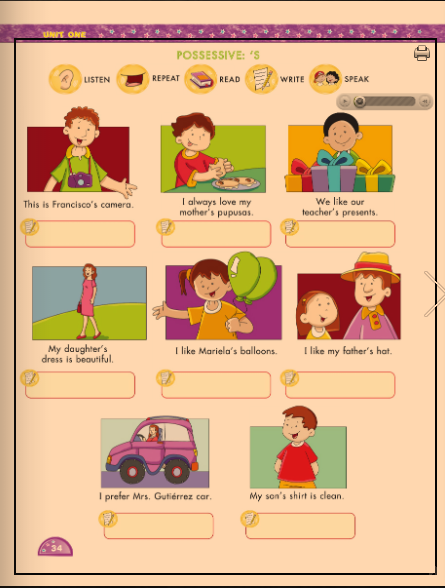 UNIT ONE
POSSESSIVE: 'S
LISTEN
REPEAT
READ
WRITE
SPEAK
This is Francisco's camera.
I always love my
mother's pupusas.
We like our
teacher's presents.
My daughter's
dress is beautiful.
I like Mariela's balloons.
I like my father's hat.
I prefer Mrs. Gutiérrez car.
My son's shirt is clean.
34